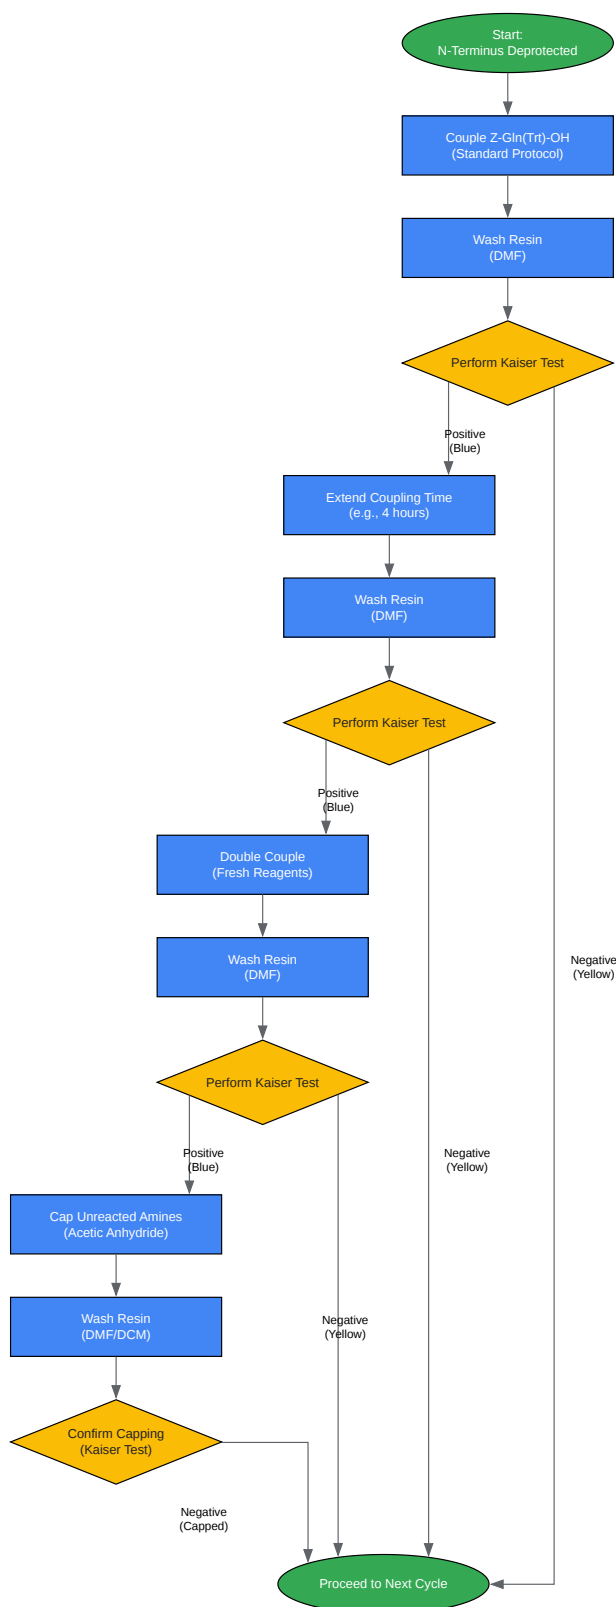 Start:
N-Terminus Deprotected
Couple Z-Gln(Trt)-OH
(Standard Protocol)
Wash Resin
(DMF)
Perform Kaiser Test
Positive
(Blue)
Extend Coupling Time
(e.g., 4 hours)
Wash Resin
(DMF)
Perform Kaiser Test
Positive
(Blue)
Double Couple
(Fresh Reagents)
Wash Resin
(DMF)
Negative
(Yellow)
Perform Kaiser Test
Positive
(Blue)
Negative
(Yellow)
Cap Unreacted Amines
(Acetic Anhydride)
Wash Resin
(DMF/DCM)
Negative
(Yellow)
Confirm Capping
(Kaiser Test)
Negative
(Capped)
Proceed to Next Cycle